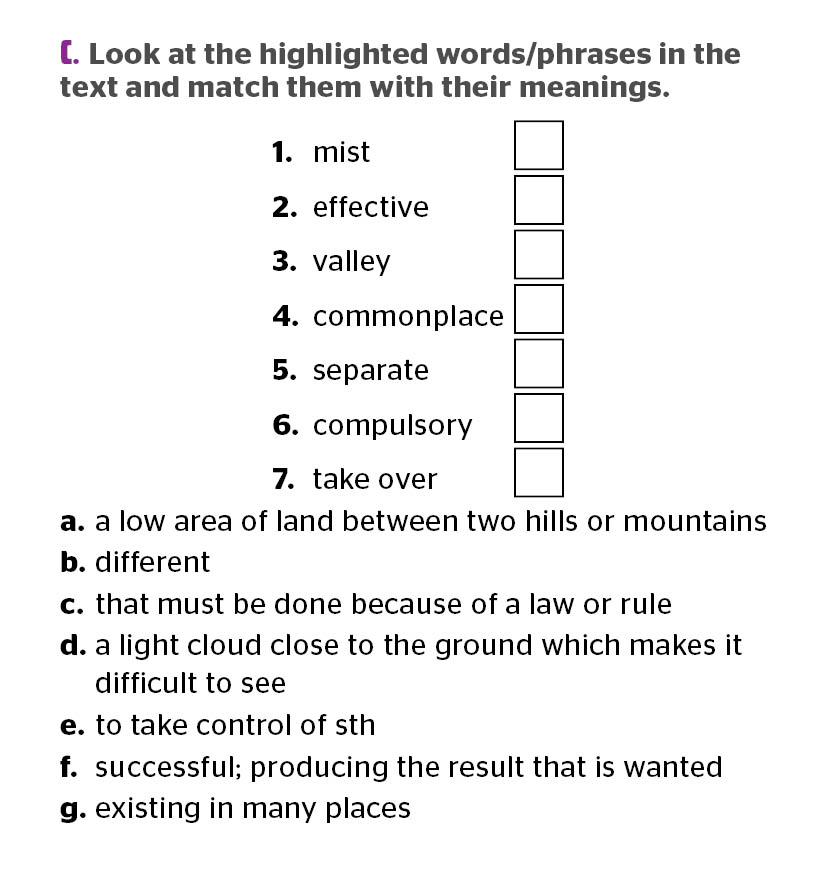 C. Look at the highlighted words/phrases in the
text and match them with their meanings.
1. mist
2. effective
3. valley
4. commonplace
5. separate
6. compulsory
7. take over
a. a low area of land between two hills or mountains
b. different
c. that must be done because of a law or rule
d. a light cloud close to the ground which makes it
difficult to see
e. to take control of sth
f. successful; producing the result that is wanted
g. existing in many places